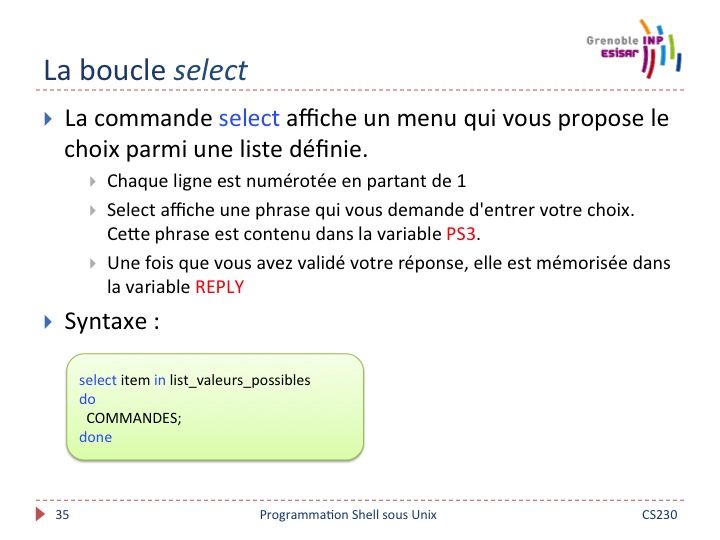 Grenoble INP
ESISAR
La boucle select
La commande select affiche un menu qui vous propose le
choix parmi une liste définie.
Chaque ligne est numérotée en partant de 1
Select affiche une phrase qui vous demande d'entrer votre choix.
Cette phrase est contenu dans la variable PS3.
Une fois que vous avez validé votre réponse, elle est mémorisée dans
la variable REPLY
Syntaxe :
select item in list_valeurs_possibles
do
COMMANDES;
done
35 Programmation Shell sous Unix CS230